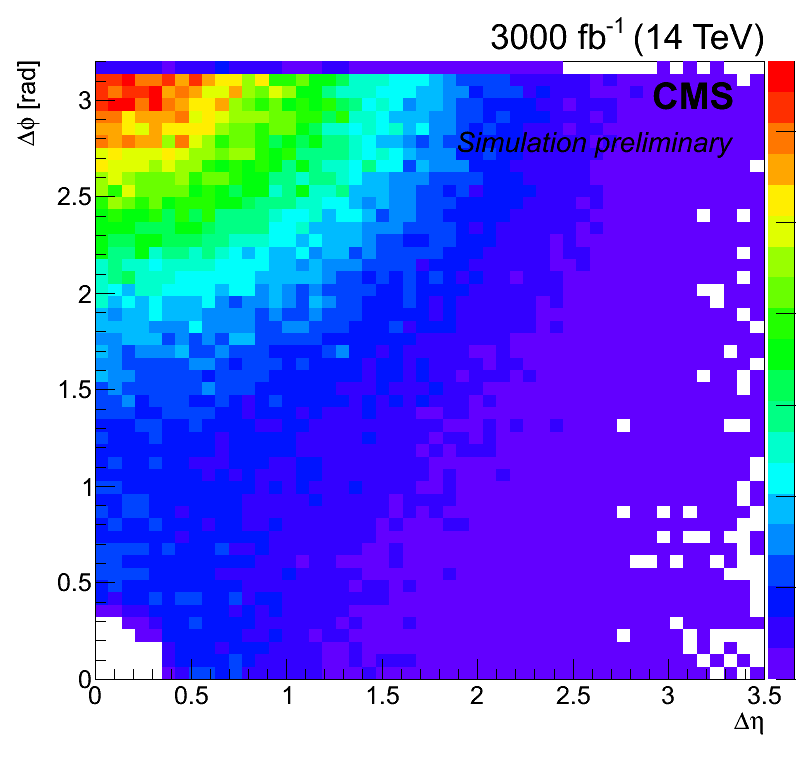 3000 fb-1 (14 TeV)
Δφ [rad]
CMS
Simulation preliminary
3
2.5
2
1.5
1
0.5
0
0 0.5 1 1.5 2 2.5 3 3.5
Δη